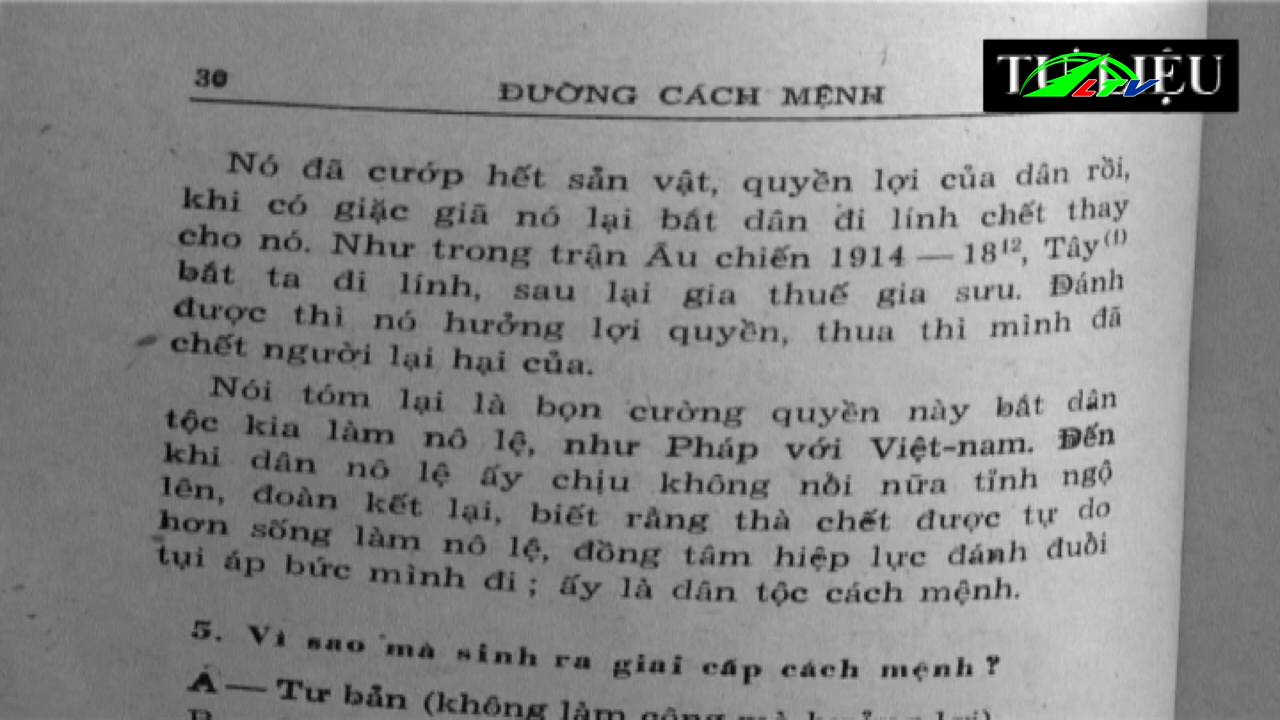 30
ĐƯỜNG CÁCH MỆNH
TƯ LIỆU
LTV
Nó đã cướp hết sản vật, quyền lợi của dân rồi,
khi có giặc giã nó lại bắt dân đi lính chết thay
cho nó. Như trong trận Âu chiến 1914 — 18¹², Tây⁽¹⁾
bắt ta đi lính, sau lại gia thuế gia sưu. Đánh
được thì nó hưởng lợi quyền, thua thì mình đã
chết người lại hại của.
Nói tóm lại là bọn cường quyền này bắt dân
tộc kia làm nô lệ, như Pháp với Việt-nam. Đến
khi dân nô lệ ấy chịu không nổi nữa tỉnh ngộ
lên, đoàn kết lại, biết rằng thà chết được tự do
hơn sống làm nô lệ, đồng tâm hiệp lực đánh đuổi
tụi áp bức mình đi ; ấy là dân tộc cách mệnh.
5. Vì sao mà sinh ra giai cấp cách mệnh ?
A — Tư bản (không làm công mà hưởng lợi)